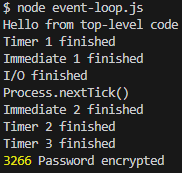 $ node event-loop.js
Hello from top-level code
Timer 1 finished
Immediate 1 finished
I/O finished
Process.nextTick()
Immediate 2 finished
Timer 2 finished
Timer 3 finished
3266 Password encrypted